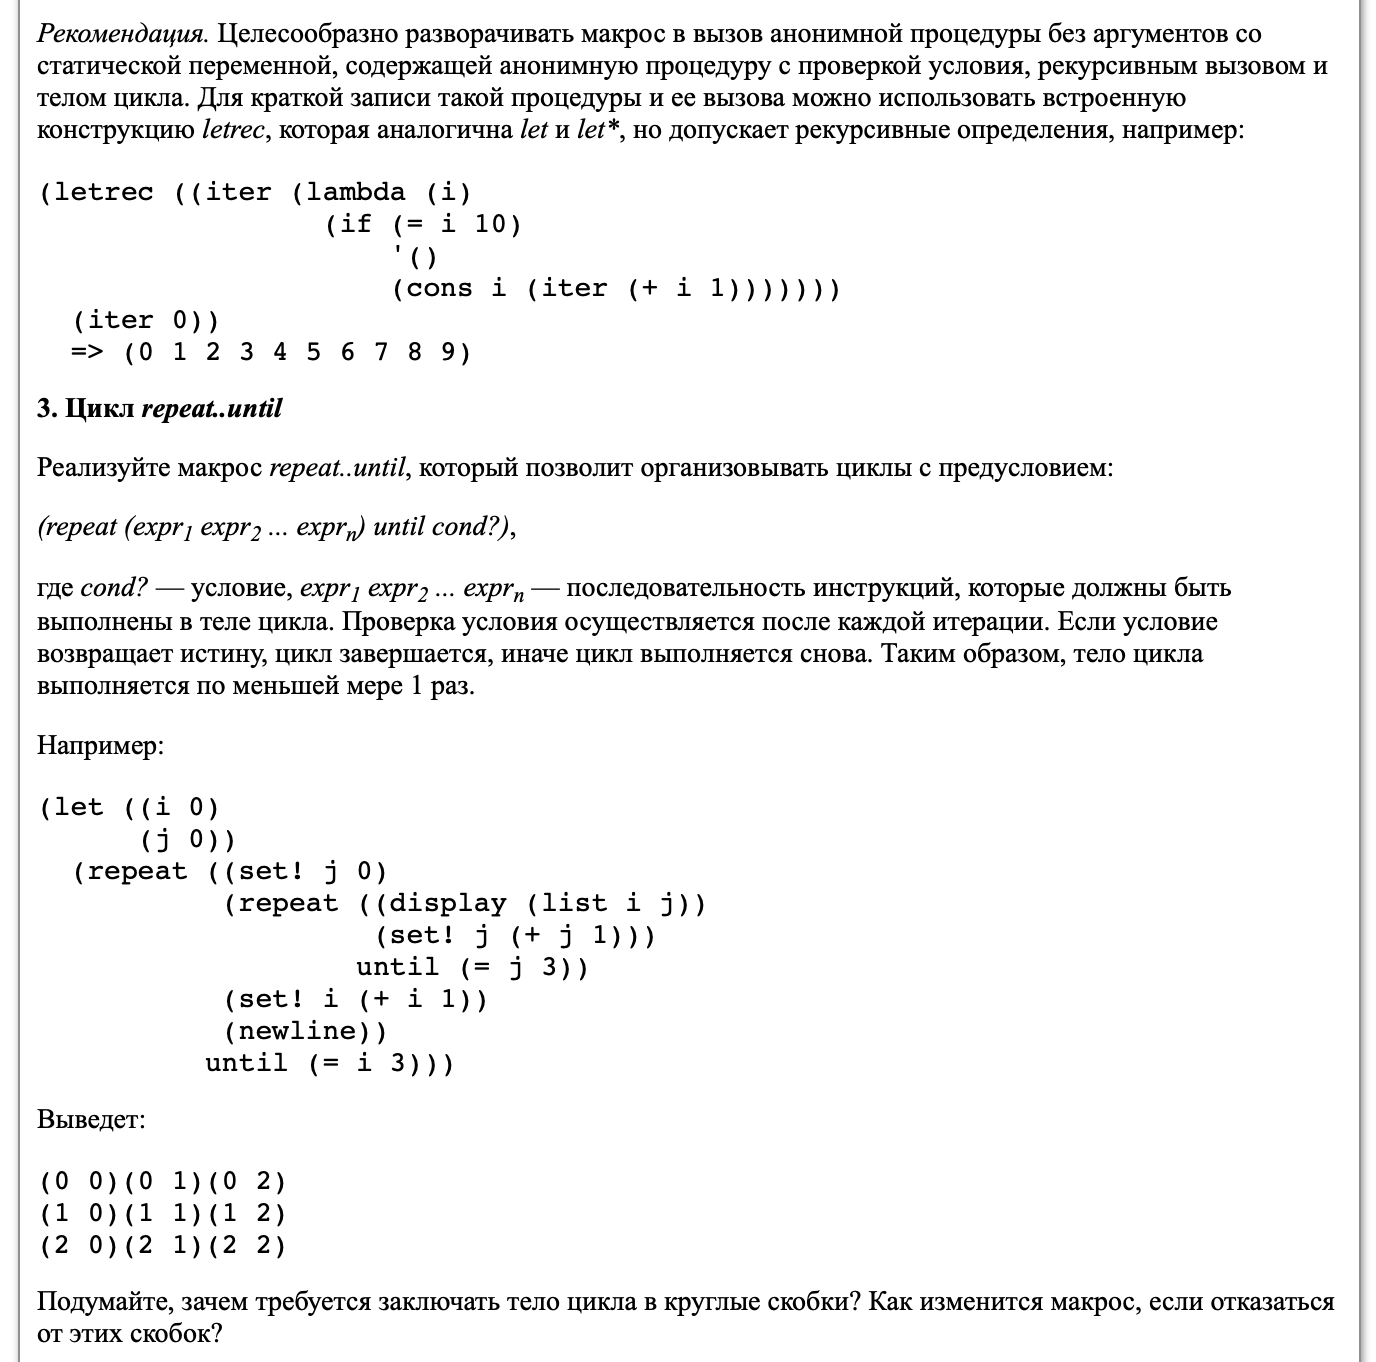 Рекомендация. Целесообразно разворачивать макрос в вызов анонимной процедуры без аргументов со
статической переменной, содержащей анонимную процедуру с проверкой условия, рекурсивным вызовом и
телом цикла. Для краткой записи такой процедуры и ее вызова можно использовать встроенную
конструкцию letrec, которая аналогична let и let*, но допускает рекурсивные определения, например:
(letrec ((iter (lambda (i)
                 (if (= i 10)
                     '()
                     (cons i (iter (+ i 1)))))))
  (iter 0))
  => (0 1 2 3 4 5 6 7 8 9)
3. Цикл repeat..until
Реализуйте макрос repeat..until, который позволит организовывать циклы с предусловием:
(repeat (expr1 expr2 ... exprn) until cond?),
где cond? — условие, expr1 expr2 ... exprn — последовательность инструкций, которые должны быть
выполнены в теле цикла. Проверка условия осуществляется после каждой итерации. Если условие
возвращает истину, цикл завершается, иначе цикл выполняется снова. Таким образом, тело цикла
выполняется по меньшей мере 1 раз.
Например:
(let ((i 0)
      (j 0))
  (repeat ((set! j 0)
           (repeat ((display (list i j))
                    (set! j (+ j 1)))
                   until (= j 3))
           (set! i (+ i 1))
           (newline))
          until (= i 3)))
Выведет:
(0 0)(0 1)(0 2)
(1 0)(1 1)(1 2)
(2 0)(2 1)(2 2)
Подумайте, зачем требуется заключать тело цикла в круглые скобки? Как изменится макрос, если отказаться
от этих скобок?